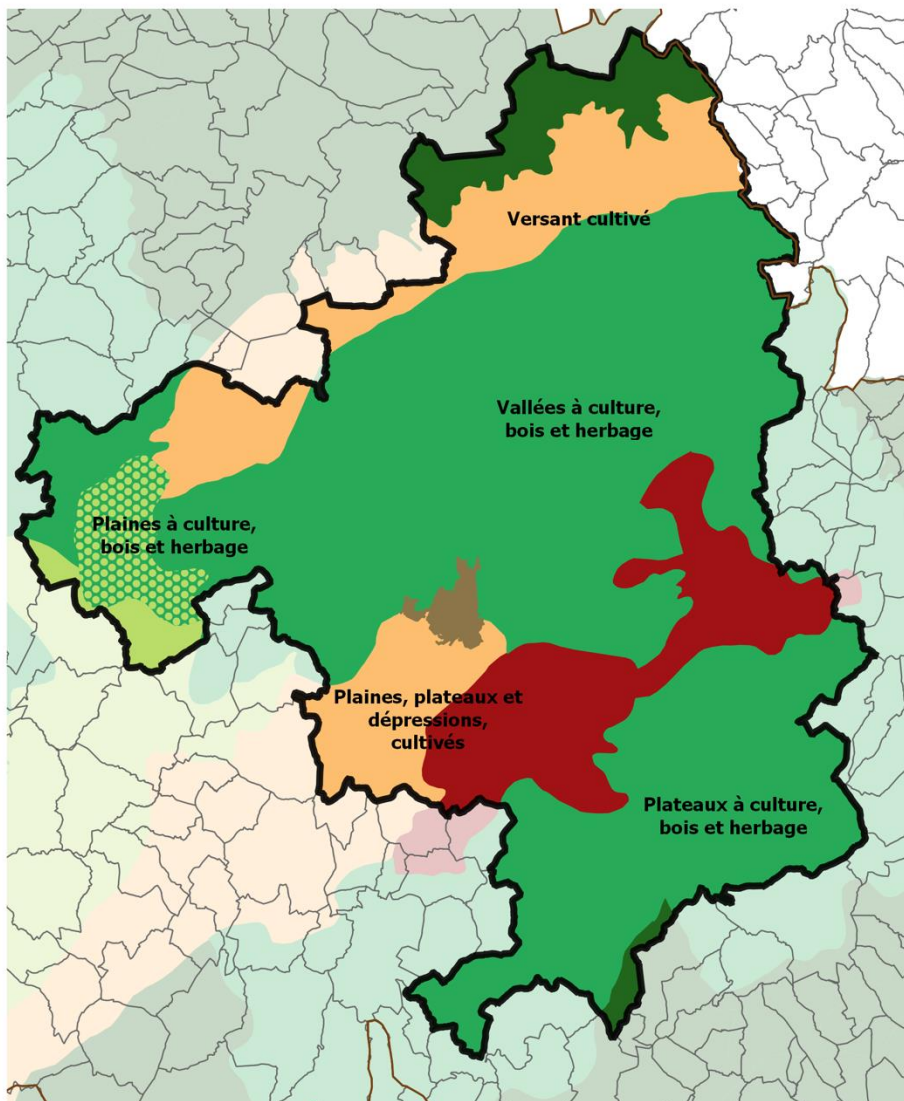 Versant cultivé
Vallées à culture,
bois et herbage
Plaines à culture,
bois et herbage
Plaines, plateaux et
dépressions,
cultivés
Plateaux à culture,
bois et herbage